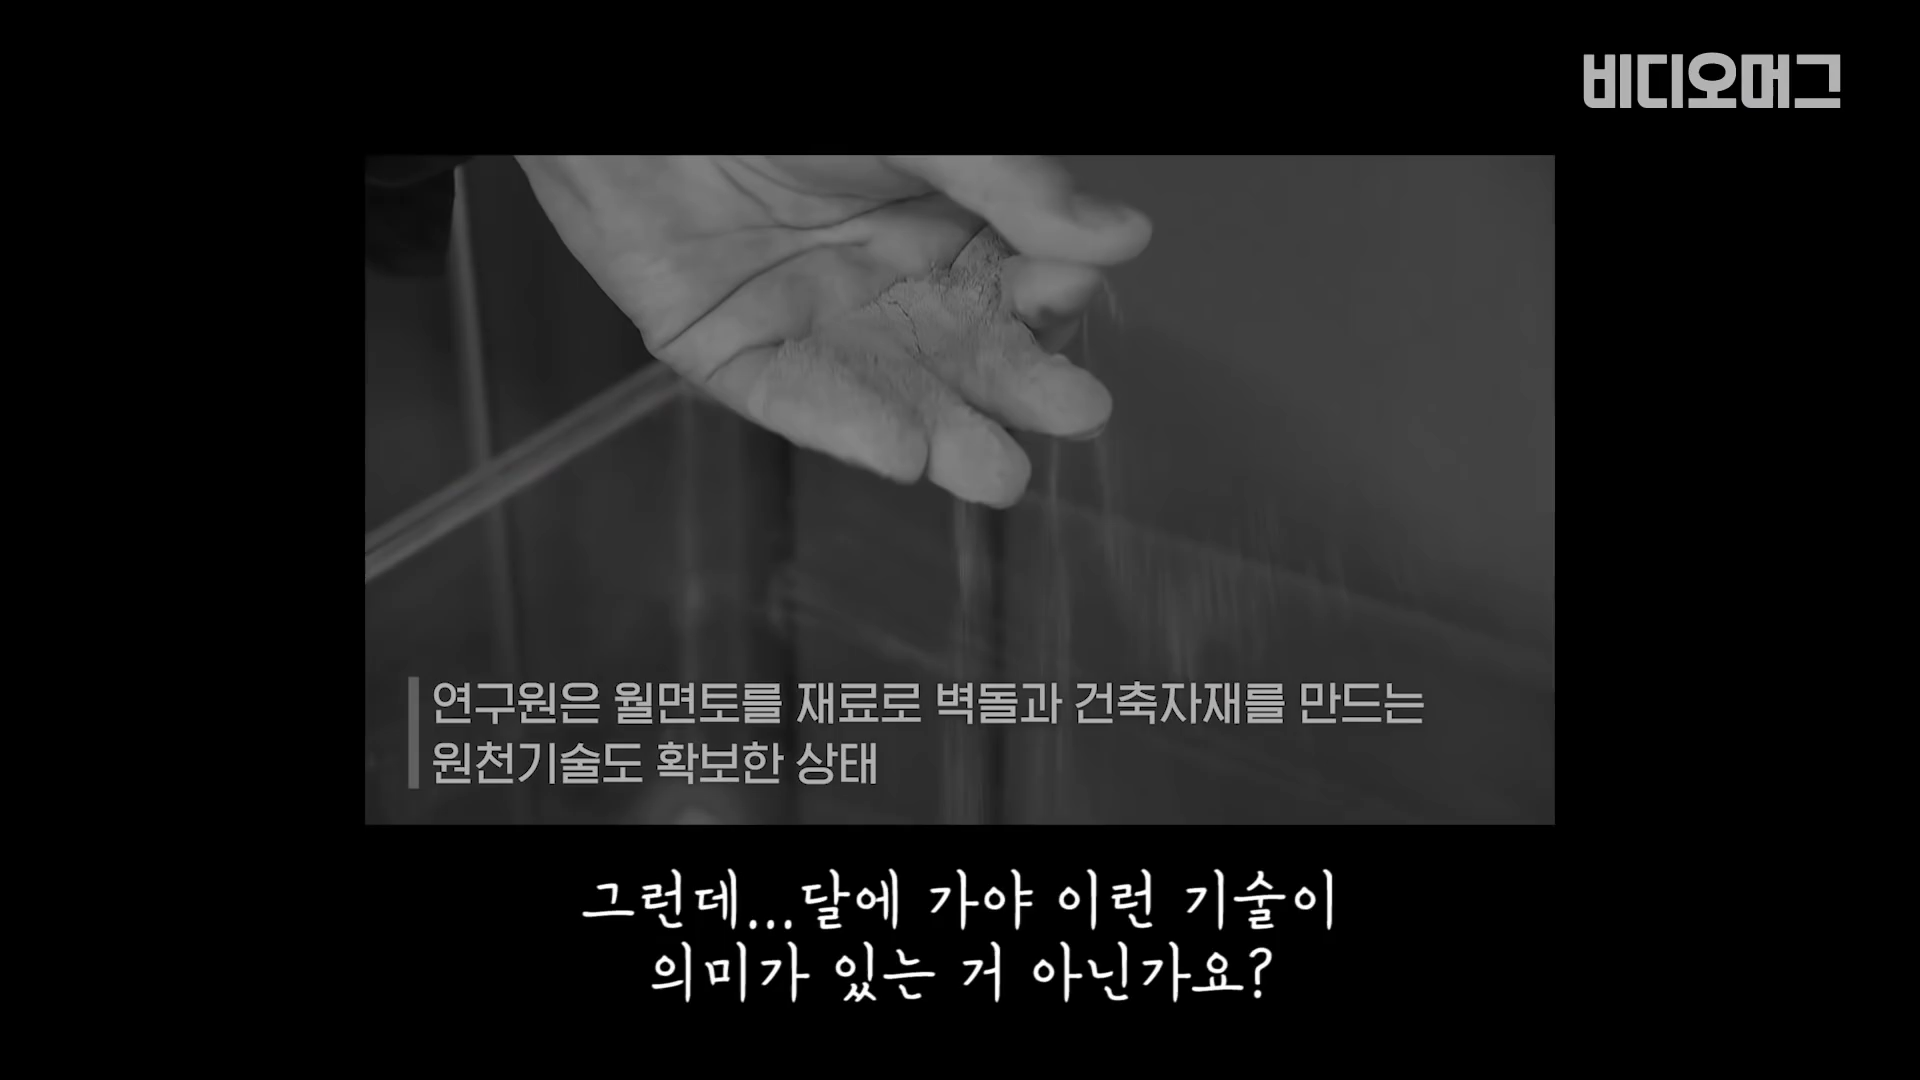 비디오머그
연구원은 월면토를 재료로 벽돌과 건축자재를 만드는
원천기술도 확보한 상태
그런데...달에 가야 이런 기술이
의미가 있는 거 아닌가요?